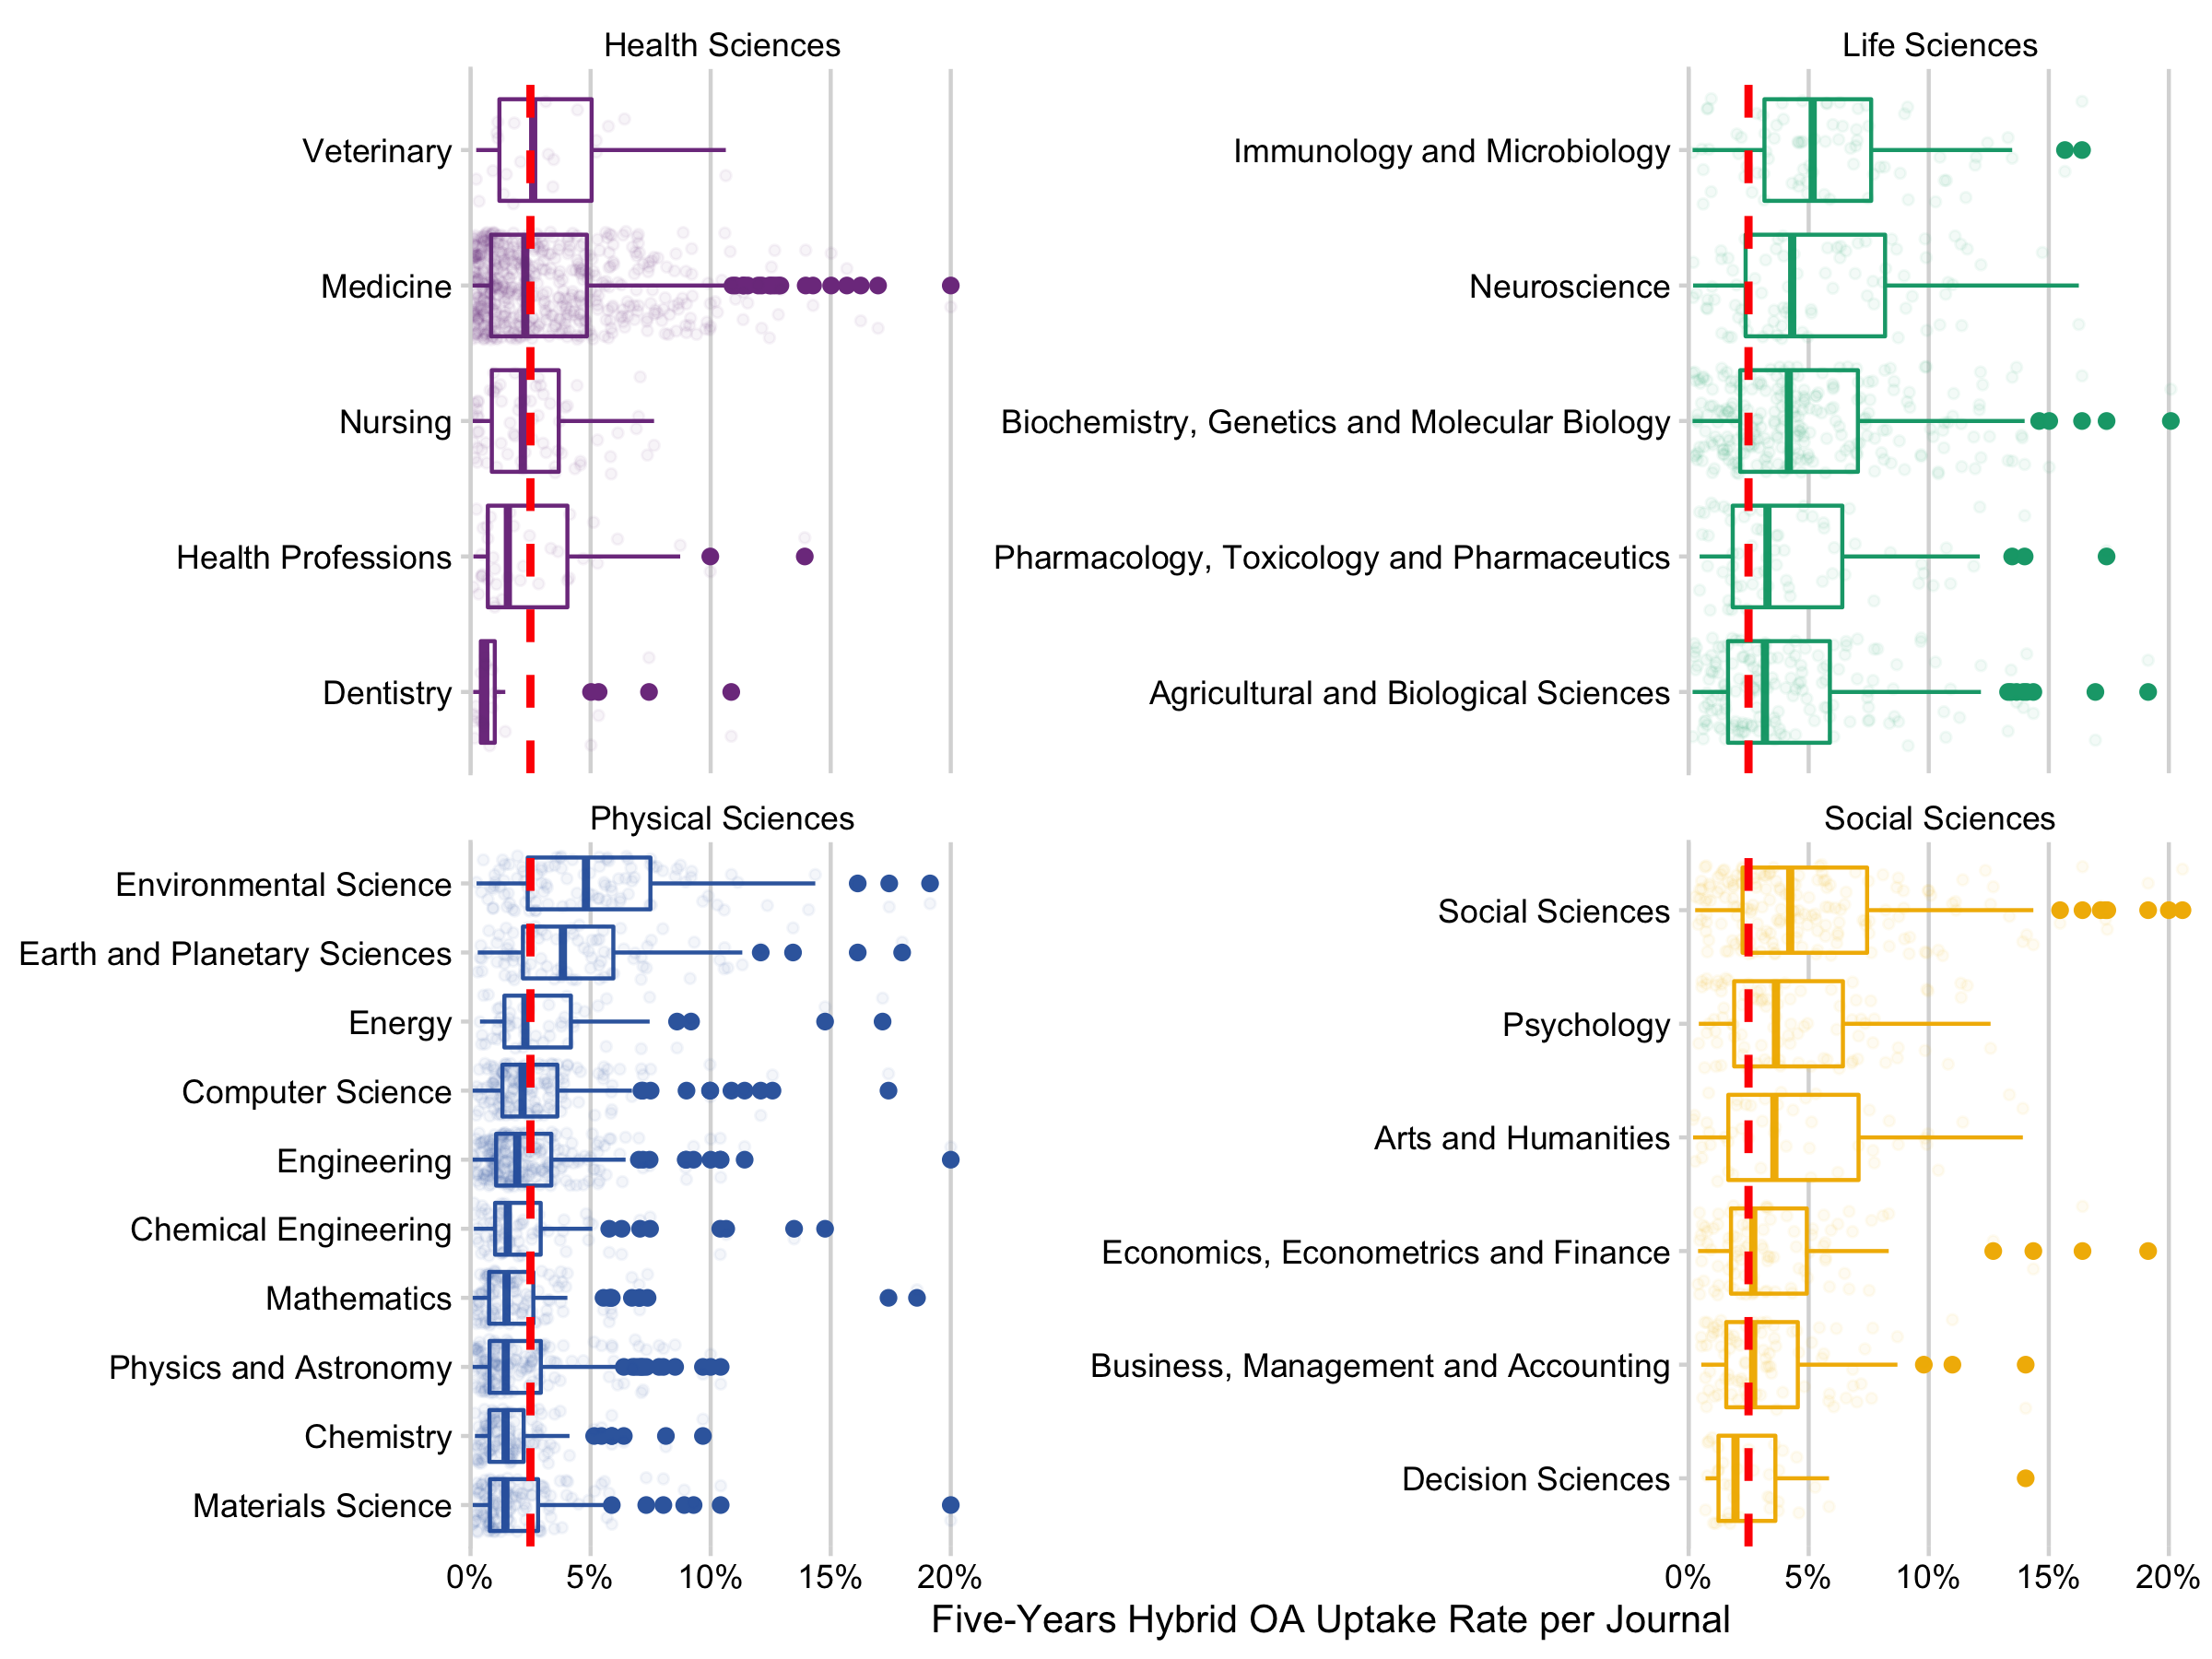 Health Sciences
Veterinary
Medicine
Nursing
Health Professions
Dentistry
Life Sciences
Immunology and Microbiology
Neuroscience
Biochemistry, Genetics and Molecular Biology
Pharmacology, Toxicology and Pharmaceutics
Agricultural and Biological Sciences
Physical Sciences
Environmental Science
Earth and Planetary Sciences
Energy
Computer Science
Engineering
Chemical Engineering
Mathematics
Physics and Astronomy
Chemistry
Materials Science
0% 5% 10% 15% 20%
Social Sciences
Social Sciences
Psychology
Arts and Humanities
Economics, Econometrics and Finance
Business, Management and Accounting
Decision Sciences
0% 5% 10% 15% 20%
Five-Years Hybrid OA Uptake Rate per Journal